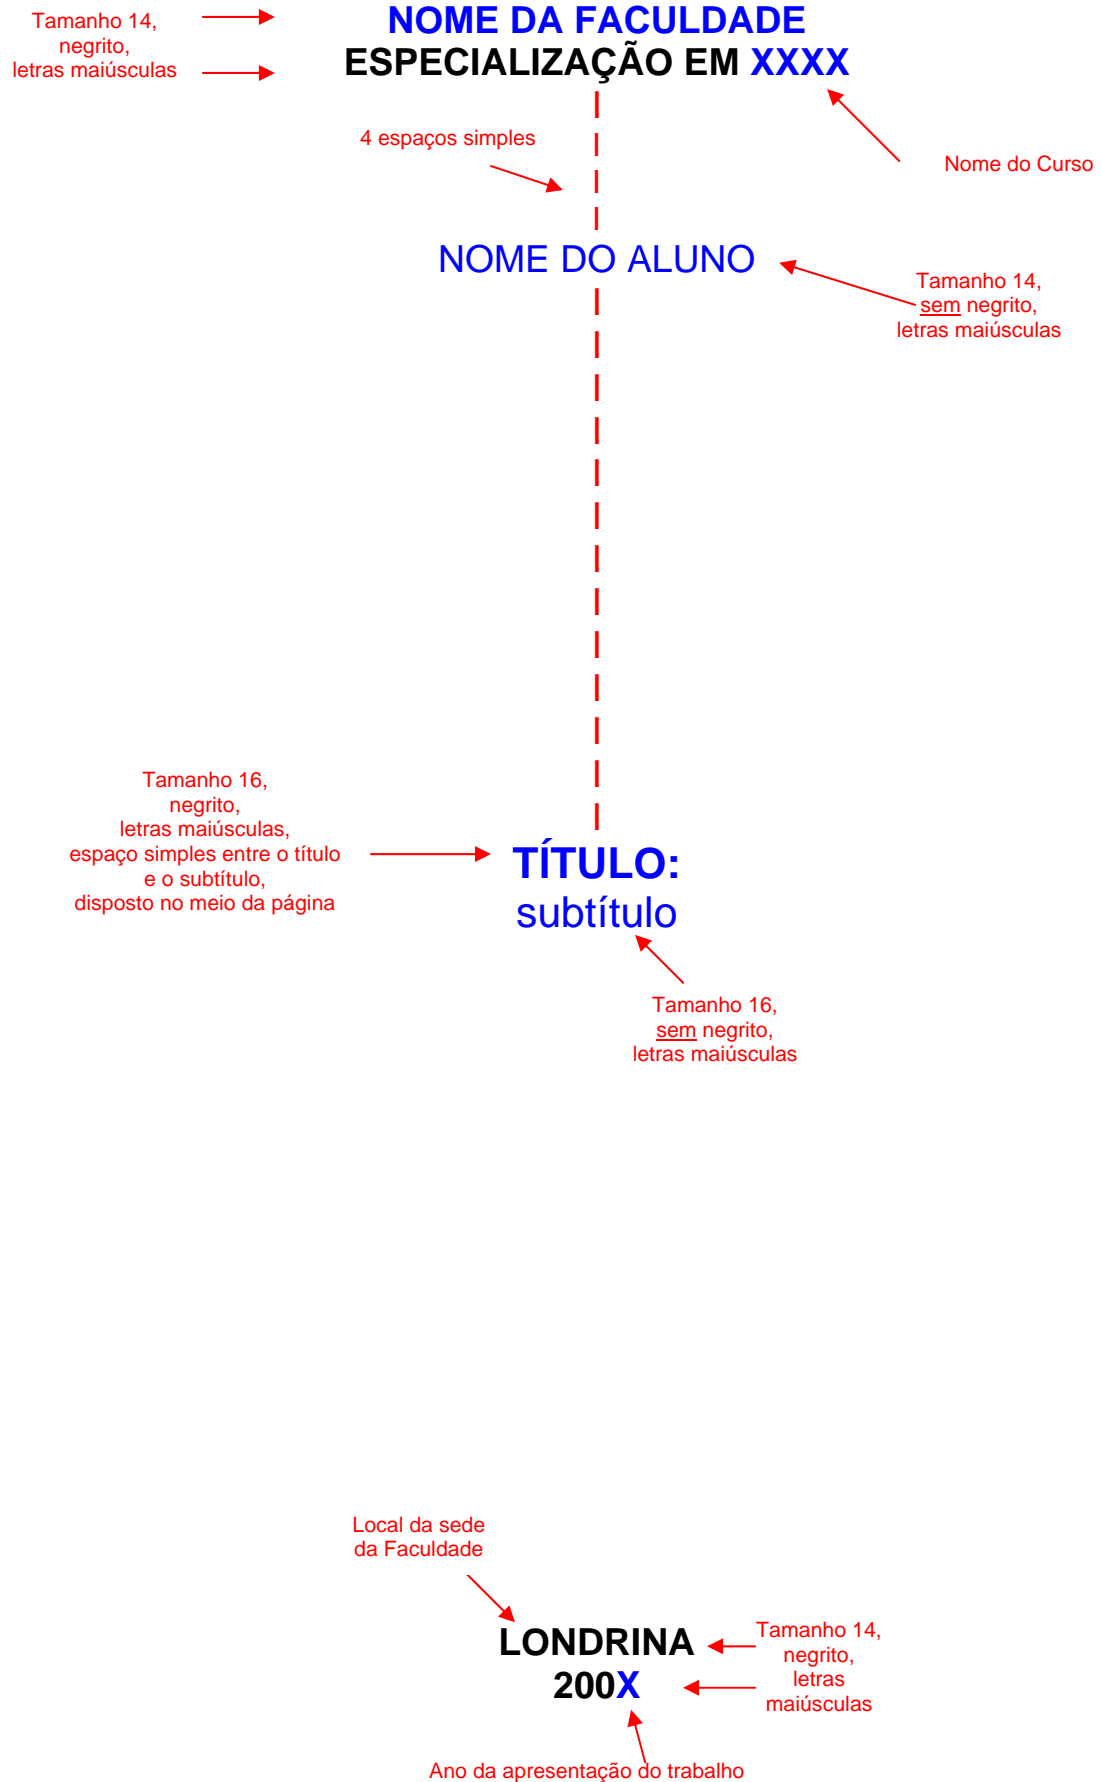 Tamanho 14,
negrito,
letras maiúsculas
NOME DA FACULDADE
ESPECIALIZAÇÃO EM XXXX
4 espaços simples
Nome do Curso
NOME DO ALUNO
Tamanho 14,
sem negrito,
letras maiúsculas
Tamanho 16,
negrito,
letras maiúsculas,
espaço simples entre o título
e o subtítulo,
disposto no meio da página
TÍTULO:
subtítulo
Tamanho 16,
sem negrito,
letras maiúsculas
Local da sede
da Faculdade
LONDRINA
200X
Tamanho 14,
negrito,
letras
maiúsculas
Ano da apresentação do trabalho